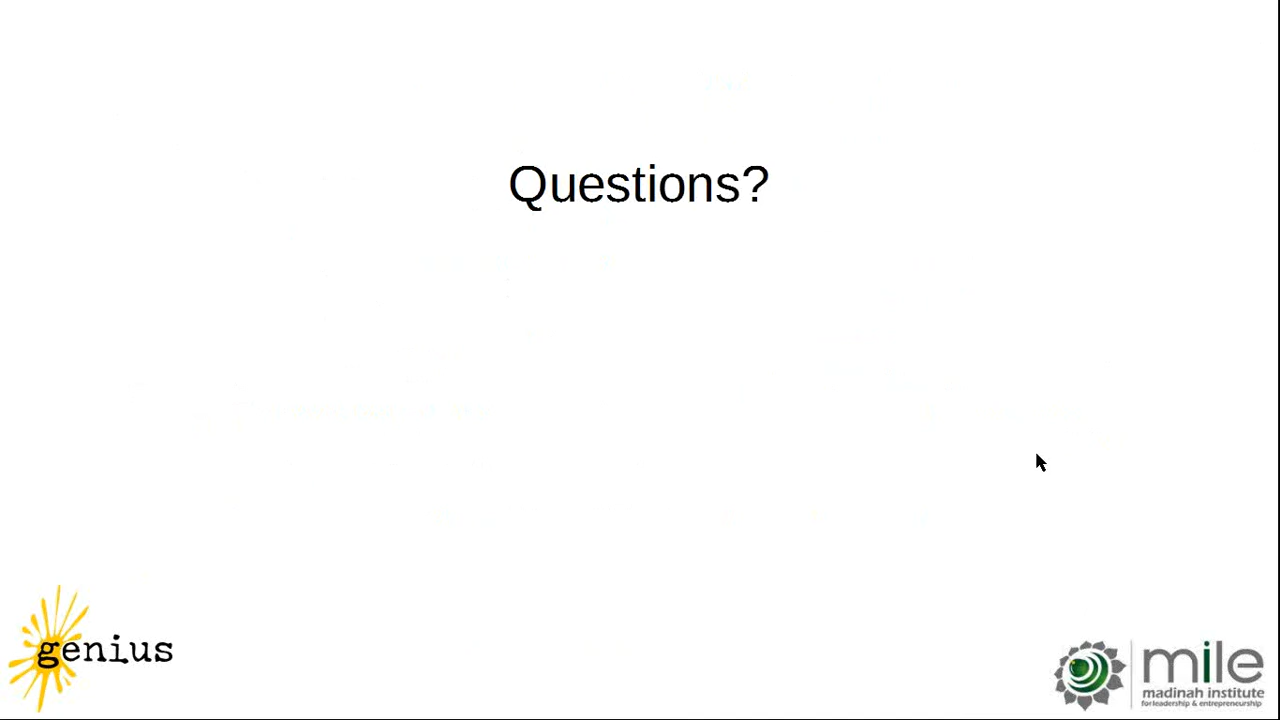 Questions?
genius
mile
madinah institute
for leadership & entrepreneurship